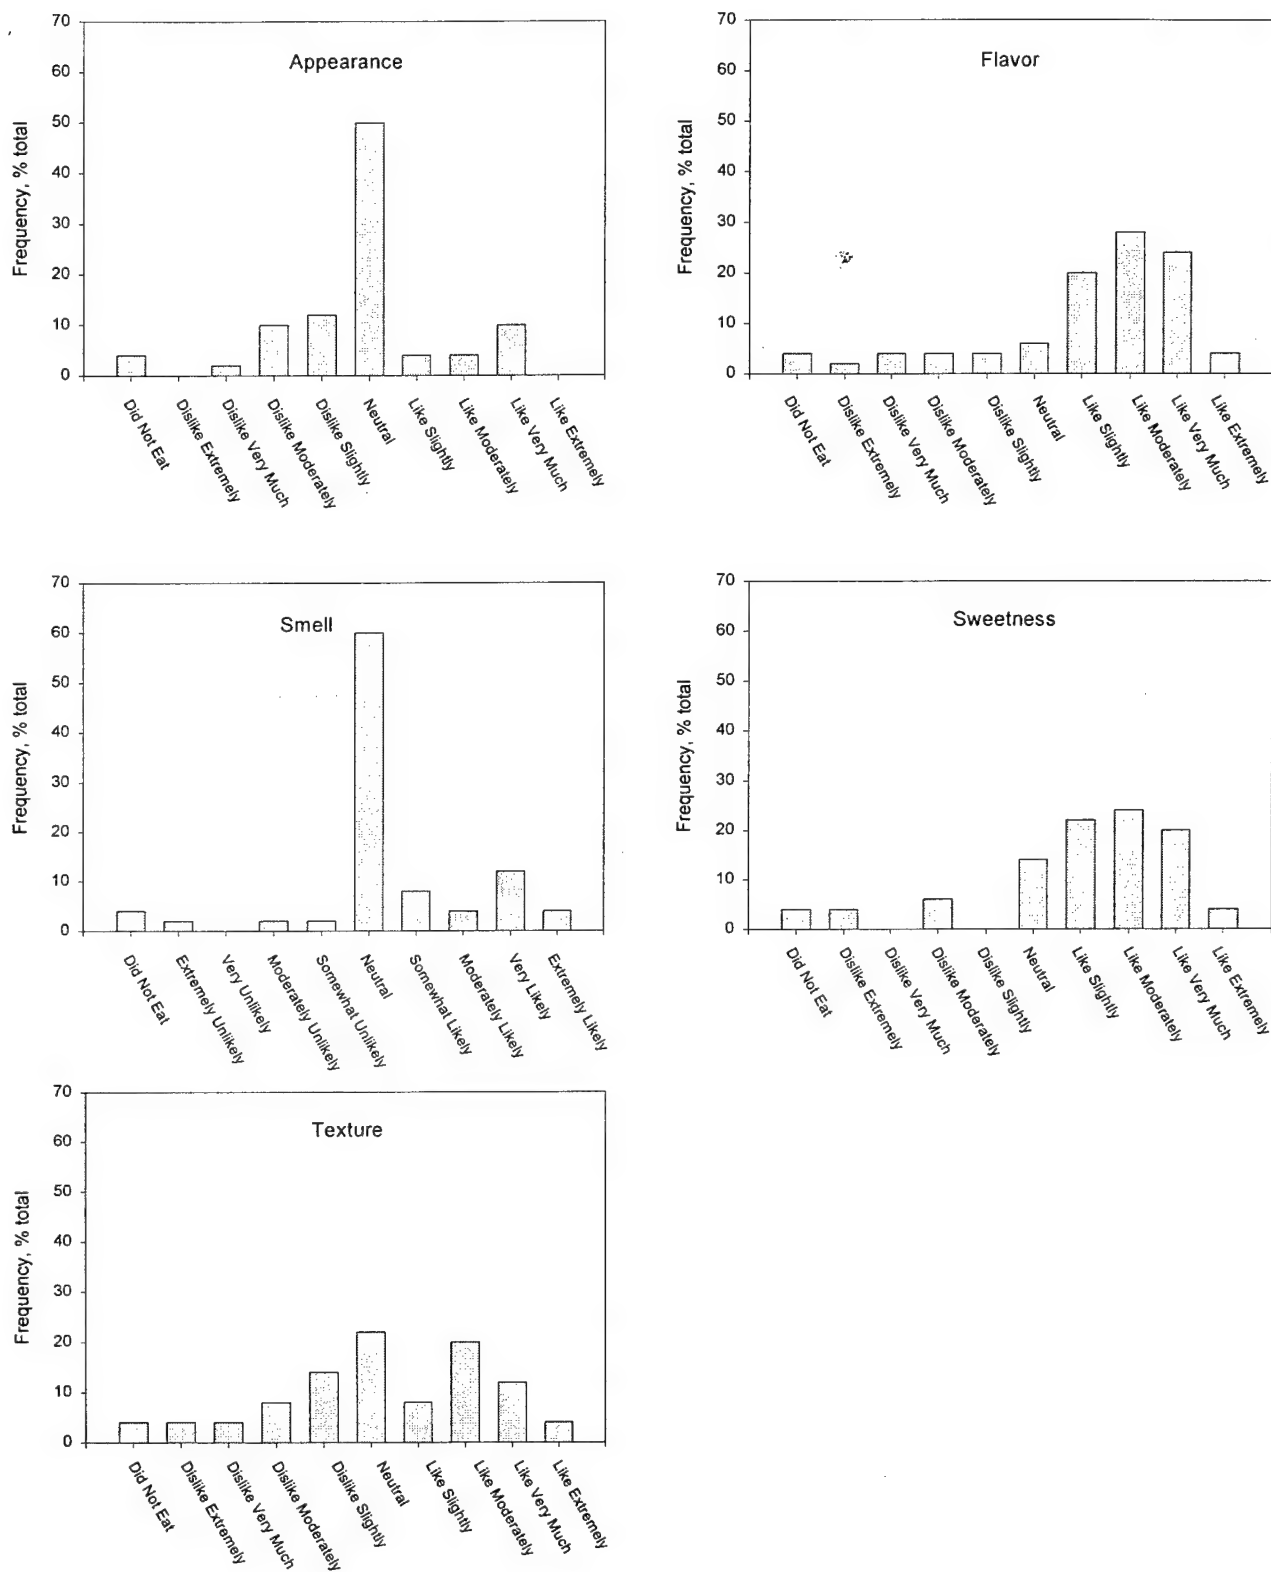 Appearance
Frequency, % total
70
60
50
40
30
20
10
0
Did Not Eat
Dislike Extremely
Dislike Very Much
Dislike Moderately
Dislike Slightly
Neutral
Like Slightly
Like Moderately
Like Very Much
Like Extremely
Flavor
Frequency, % total
70
60
50
40
30
20
10
0
Did Not Eat
Dislike Extremely
Dislike Very Much
Dislike Moderately
Dislike Slightly
Neutral
Like Slightly
Like Moderately
Like Very Much
Like Extremely
Smell
Frequency, % total
70
60
50
40
30
20
10
0
Did Not Eat
Extremely Unlikely
Very Unlikely
Moderately Unlikely
Somewhat Unlikely
Neutral
Somewhat Likely
Moderately Likely
Very Likely
Extremely Likely
Sweetness
Frequency, % total
70
60
50
40
30
20
10
0
Did Not Eat
Dislike Extremely
Dislike Very Much
Dislike Moderately
Dislike Slightly
Neutral
Like Slightly
Like Moderately
Like Very Much
Like Extremely
Texture
Frequency, % total
70
60
50
40
30
20
10
0
Did Not Eat
Dislike Extremely
Dislike Very Much
Dislike Moderately
Dislike Slightly
Neutral
Like Slightly
Like Moderately
Like Very Much
Like Extremely